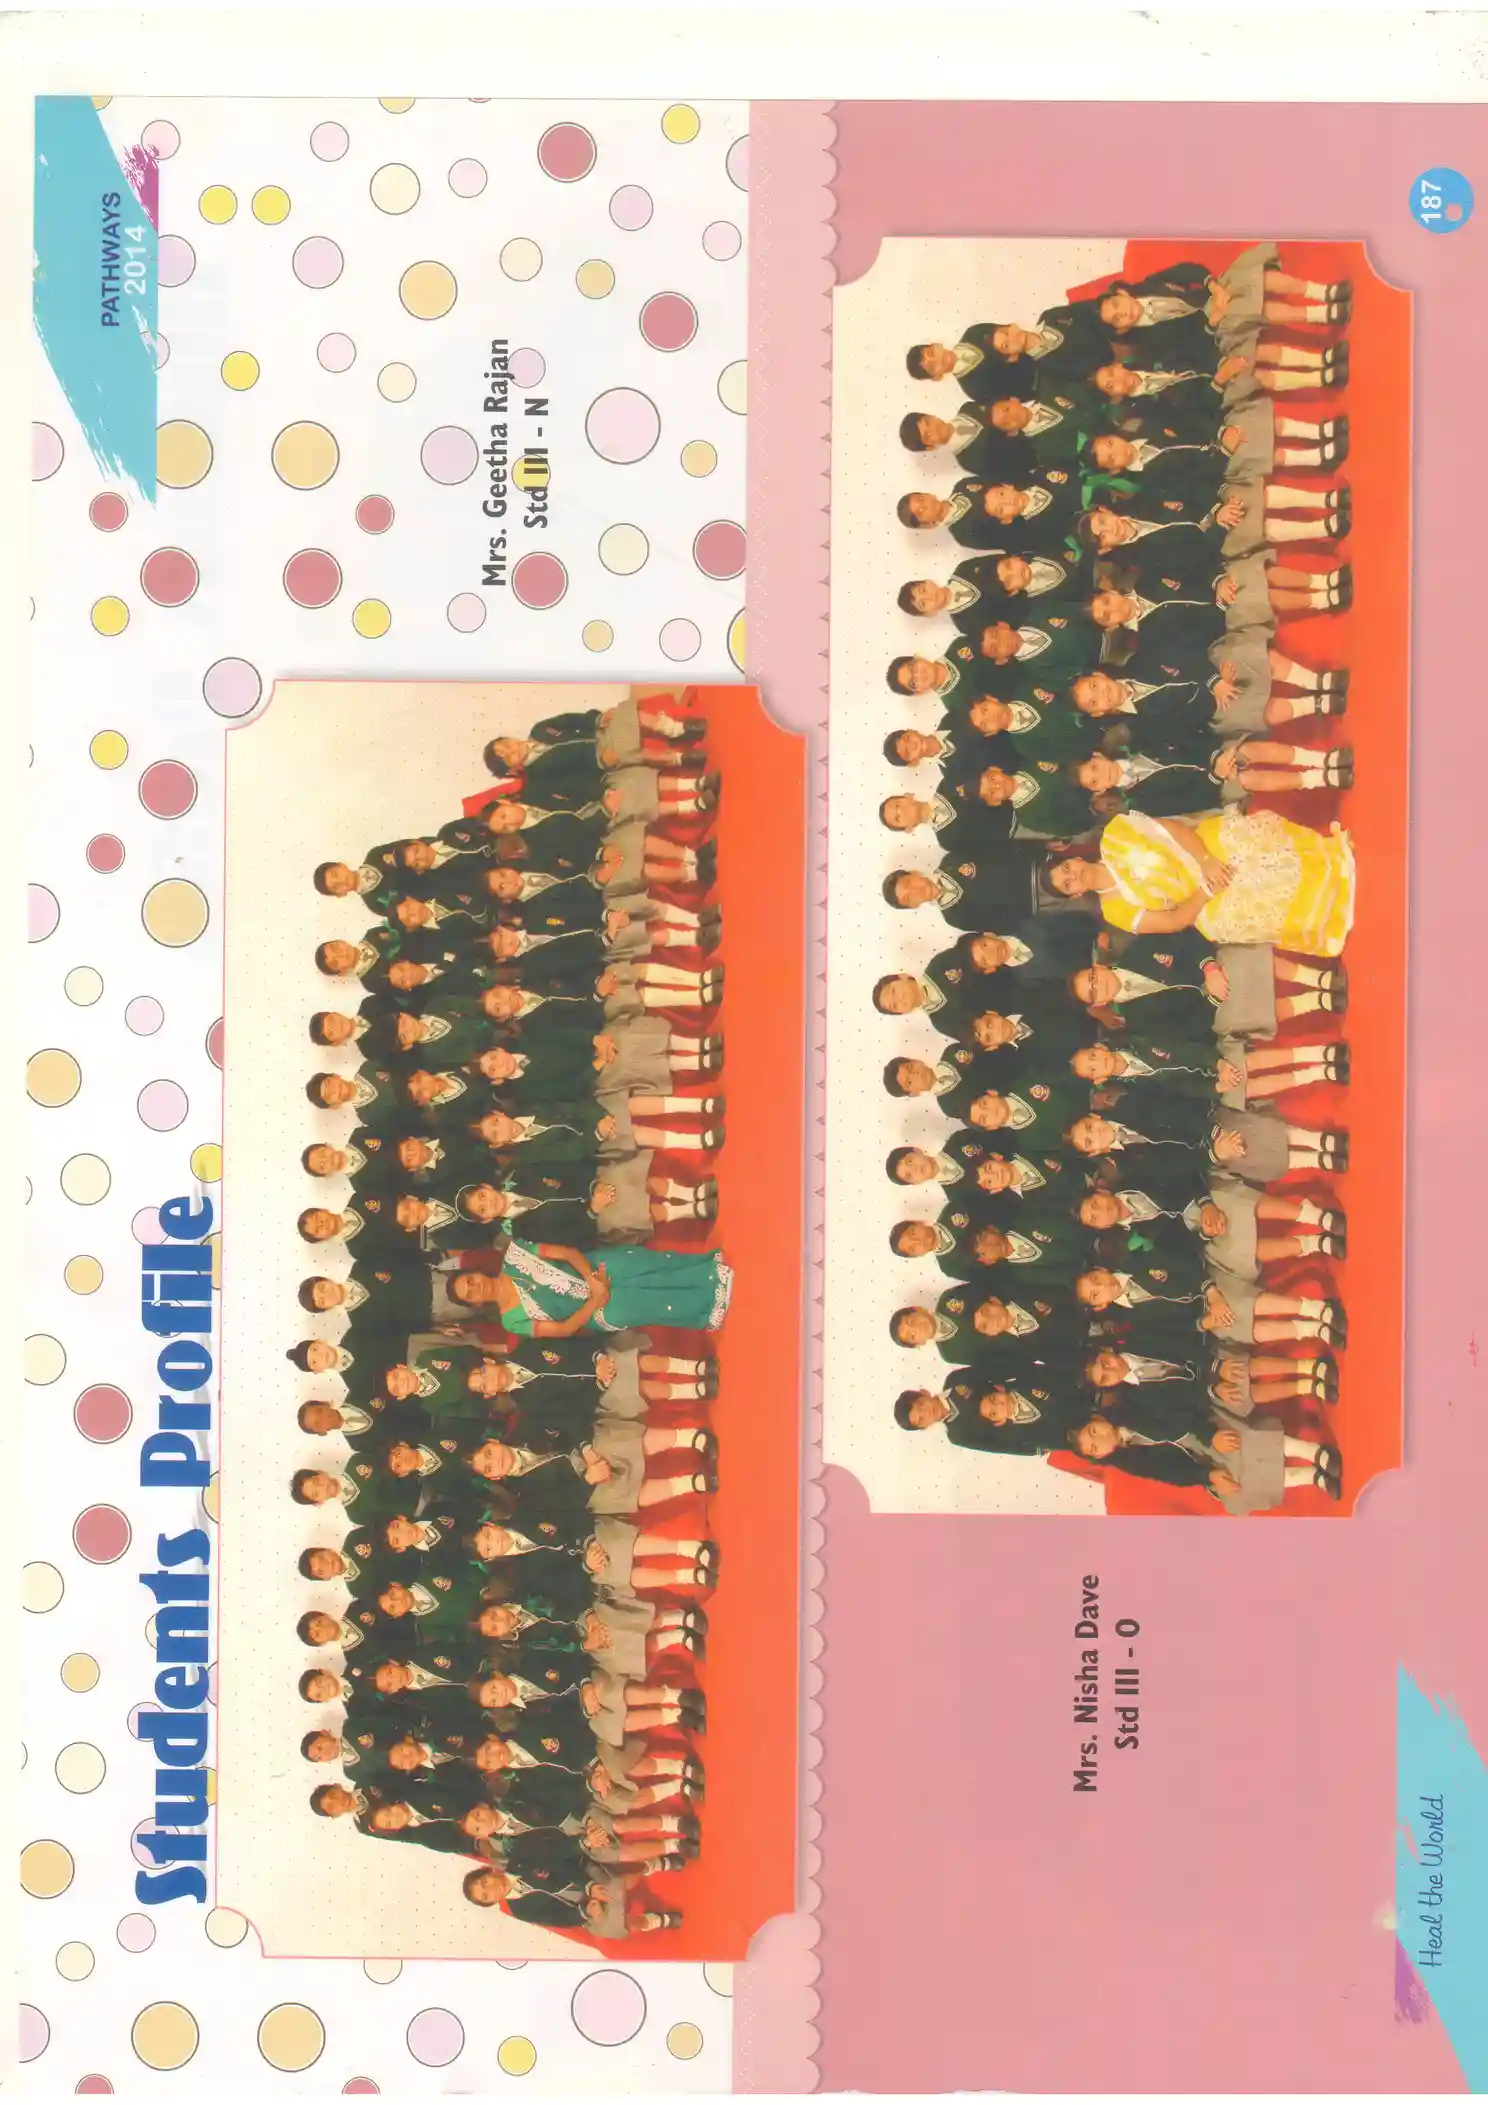 PATHWAYS
2014
Students Profile
Mrs. Geetha Rajan
Std III - N
Mrs. Nisha Dave
Std III - O
Heal the World
187